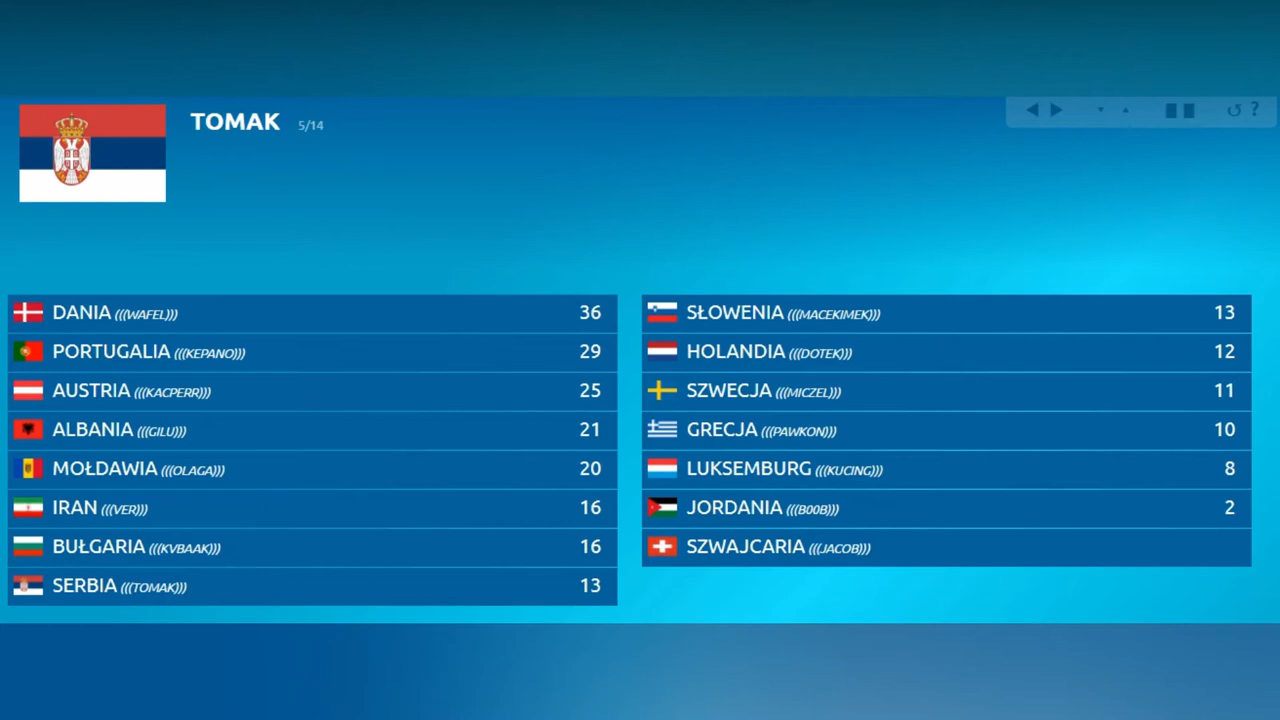 TOMAK 5/14
?
DANIA (((WAFEL))) 36
PORTUGALIA (((KEPANO))) 29
AUSTRIA (((KACPERR))) 25
ALBANIA (((GILU))) 21
MOŁDAWIA (((OLAGA))) 20
IRAN (((VER))) 16
BUŁGARIA (((KVBAAK))) 16
SERBIA (((TOMAK))) 13
SŁOWENIA (((MACEKIMEK))) 13
HOLANDIA (((DOTEK))) 12
SZWECJA (((MICZEL))) 11
GRECJA (((PAWKON))) 10
LUKSEMBURG (((KUCING))) 8
JORDANIA (((B00B))) 2
SZWAJCARIA (((JACOB)))